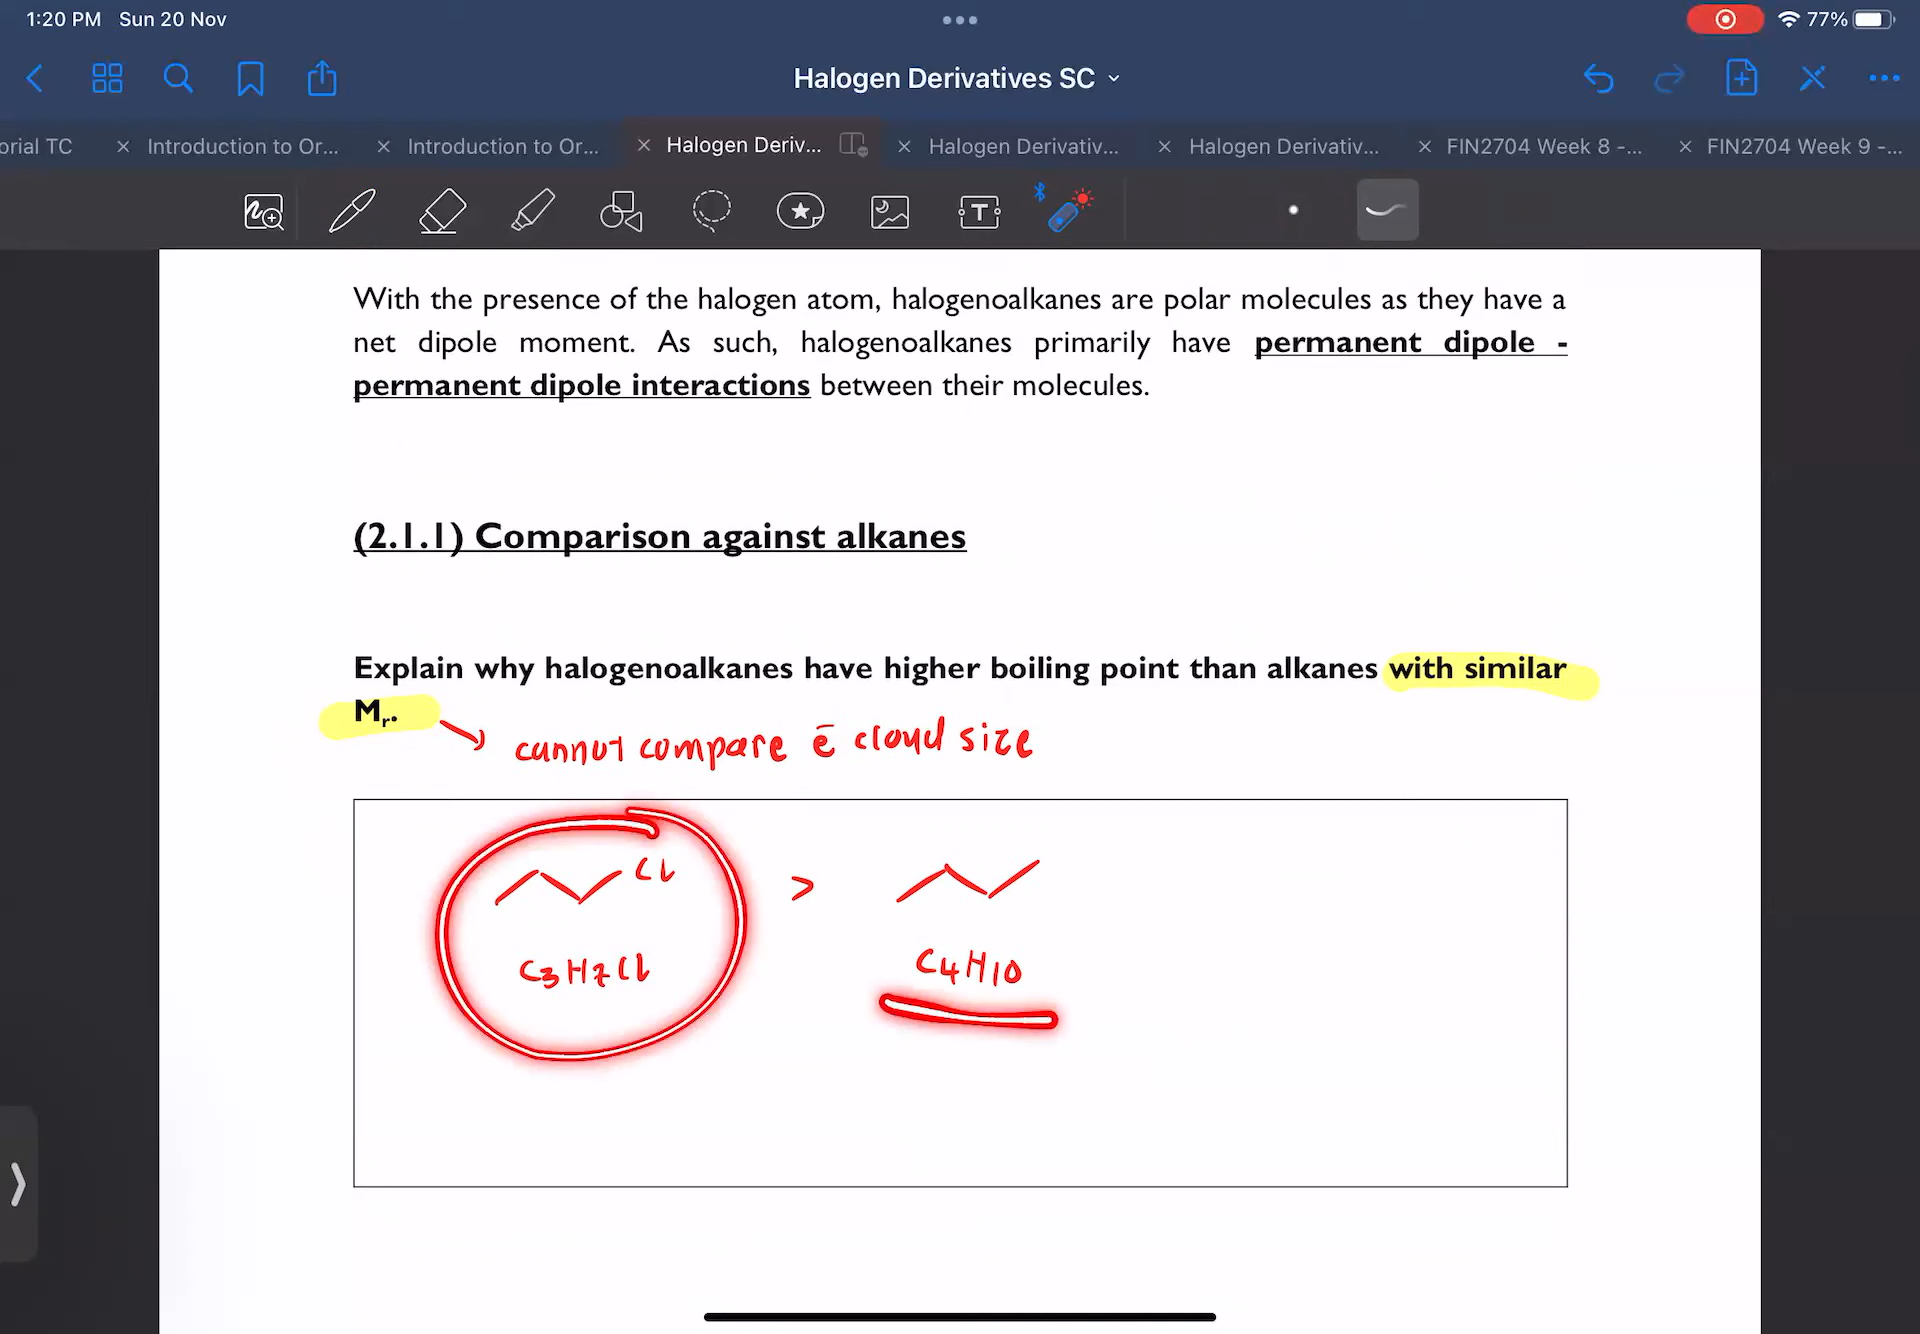 1:20 PM Sun 20 Nov
77%
Halogen Derivatives SC
orial TC
Introduction to Or...
Introduction to Or...
Halogen Deriv...
Halogen Derivativ...
Halogen Derivativ...
FIN2704 Week 8 -...
FIN2704 Week 9 -...
With the presence of the halogen atom, halogenoalkanes are polar molecules as they have a
net dipole moment. As such, halogenoalkanes primarily have permanent dipole -
permanent dipole interactions between their molecules.
(2.1.1) Comparison against alkanes
Explain why halogenoalkanes have higher boiling point than alkanes with similar
Mr.
cannot compare ē cloud size
Cl
>
C3H7Cl
C4H10